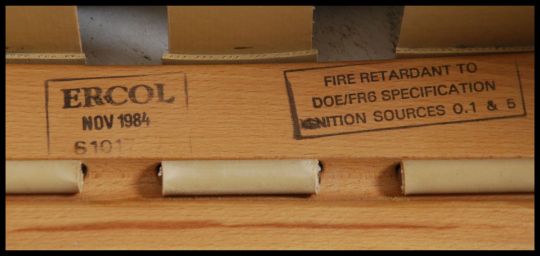 ERCOL
NOV 1984
FIRE RETARDANT TO
DOE/FR6 SPECIFICATION
IGNITION SOURCES 0.1 & 5